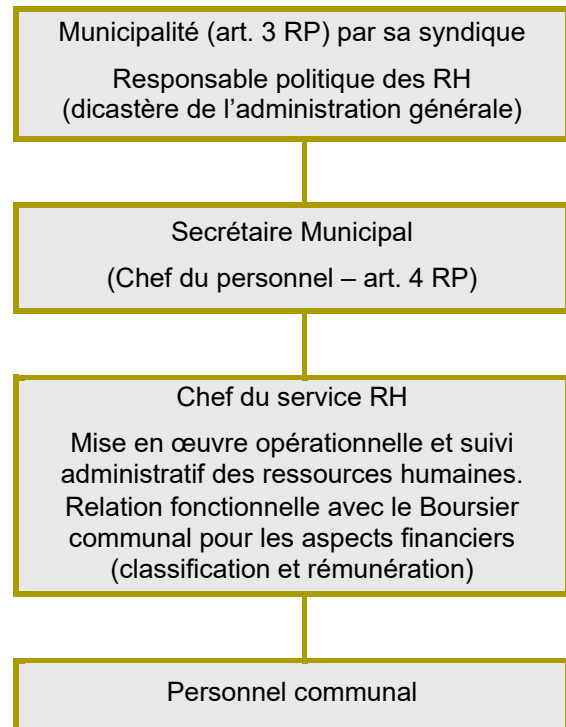 Municipalité (art. 3 RP) par sa syndique
Responsable politique des RH
(dicastère de l’administration générale)
Secrétaire Municipal
(Chef du personnel – art. 4 RP)
Chef du service RH
Mise en œuvre opérationnelle et suivi
administratif des ressources humaines.
Relation fonctionnelle avec le Boursier
communal pour les aspects financiers
(classification et rémunération)
Personnel communal